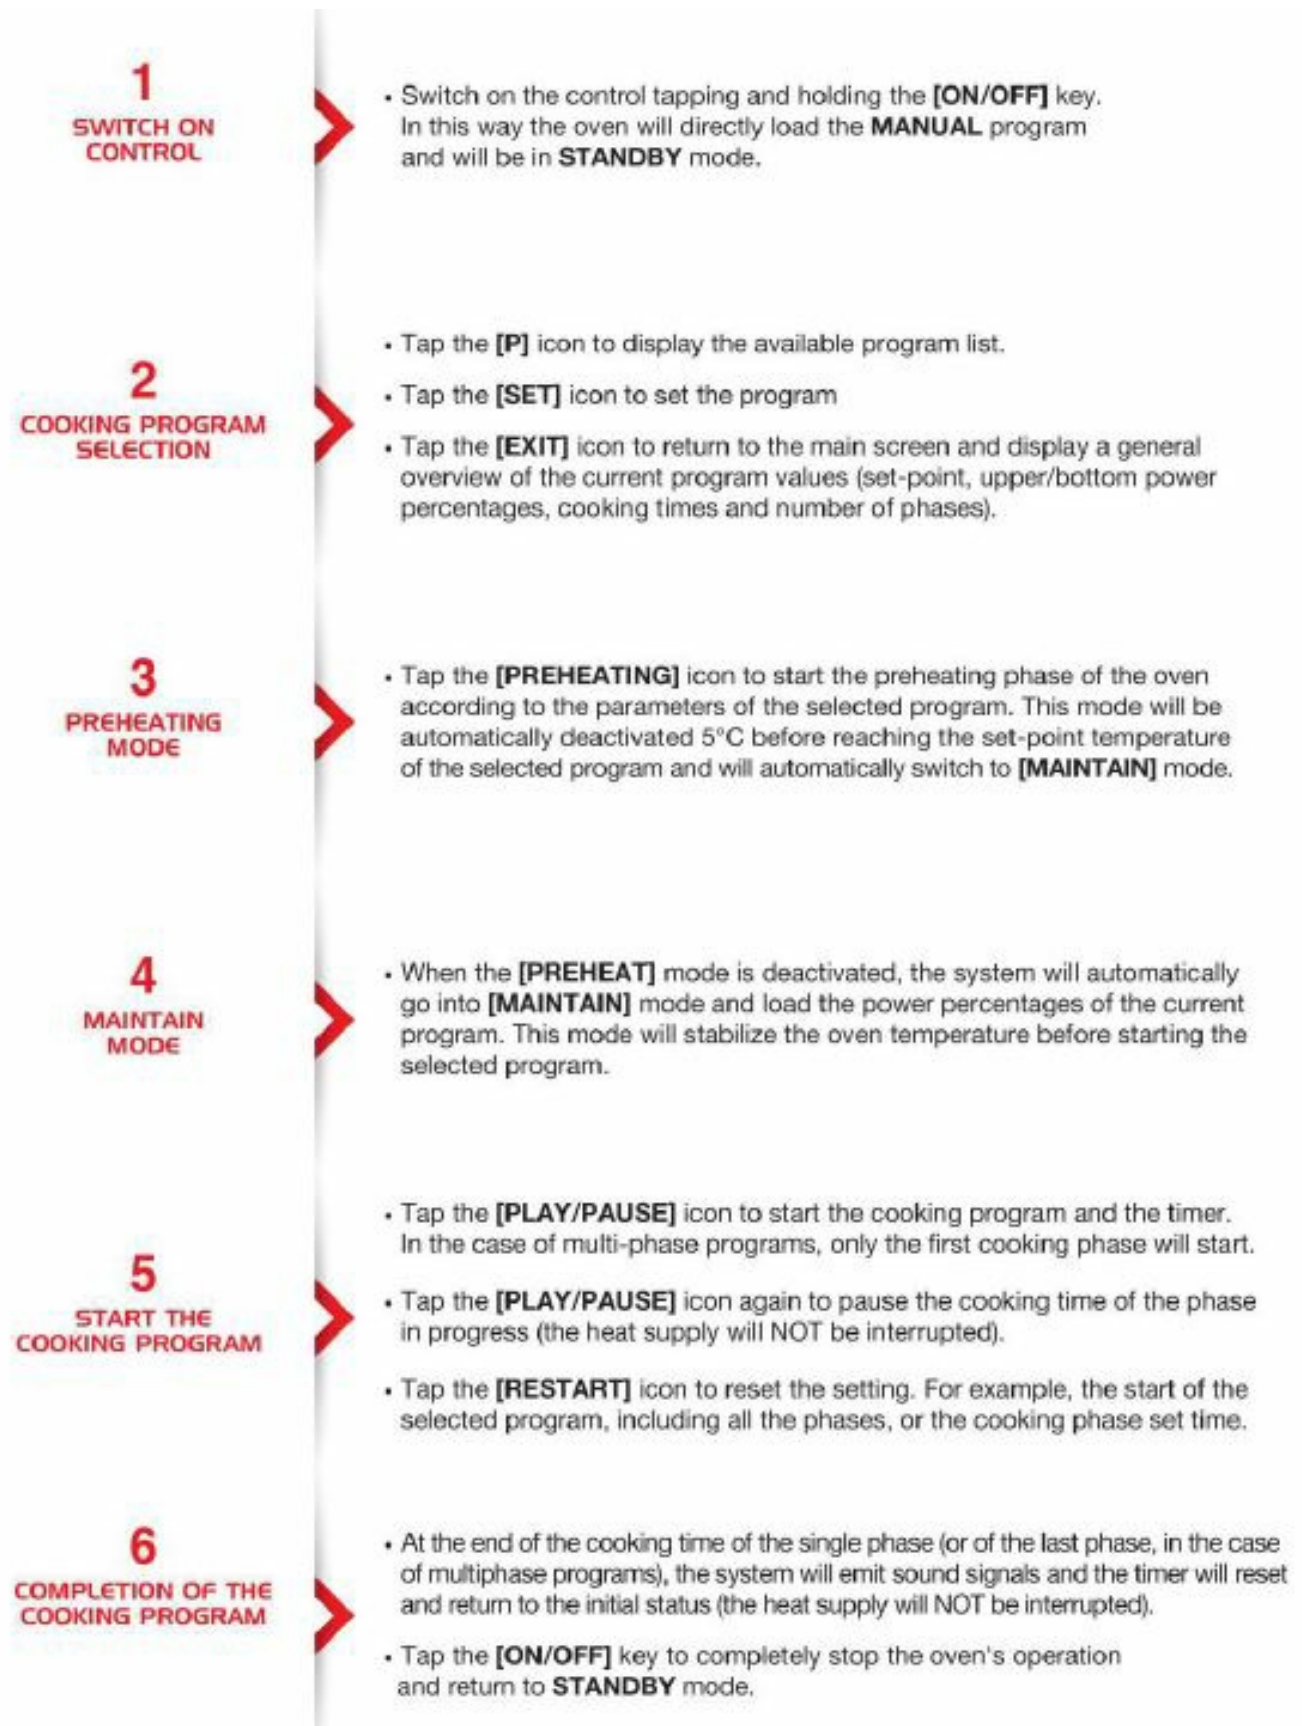 1
SWITCH ON
CONTROL
• Switch on the control tapping and holding the [ON/OFF] key.
In this way the oven will directly load the MANUAL program
and will be in STANDBY mode.
2
COOKING PROGRAM
SELECTION
• Tap the [P] icon to display the available program list.
• Tap the [SET] icon to set the program
• Tap the [EXIT] icon to return to the main screen and display a general
overview of the current program values (set-point, upper/bottom power
percentages, cooking times and number of phases).
3
PREHEATING
MODE
• Tap the [PREHEATING] icon to start the preheating phase of the oven
according to the parameters of the selected program. This mode will be
automatically deactivated 5°C before reaching the set-point temperature
of the selected program and will automatically switch to [MAINTAIN] mode.
4
MAINTAIN
MODE
• When the [PREHEAT] mode is deactivated, the system will automatically
go into [MAINTAIN] mode and load the power percentages of the current
program. This mode will stabilize the oven temperature before starting the
selected program.
5
START THE
COOKING PROGRAM
• Tap the [PLAY/PAUSE] icon to start the cooking program and the timer.
In the case of multi-phase programs, only the first cooking phase will start.
• Tap the [PLAY/PAUSE] icon again to pause the cooking time of the phase
in progress (the heat supply will NOT be interrupted).
• Tap the [RESTART] icon to reset the setting. For example, the start of the
selected program, including all the phases, or the cooking phase set time.
6
COMPLETION OF THE
COOKING PROGRAM
• At the end of the cooking time of the single phase (or of the last phase, in the case
of multiphase programs), the system will emit sound signals and the timer will reset
and return to the initial status (the heat supply will NOT be interrupted).
• Tap the [ON/OFF] key to completely stop the oven's operation
and return to STANDBY mode.